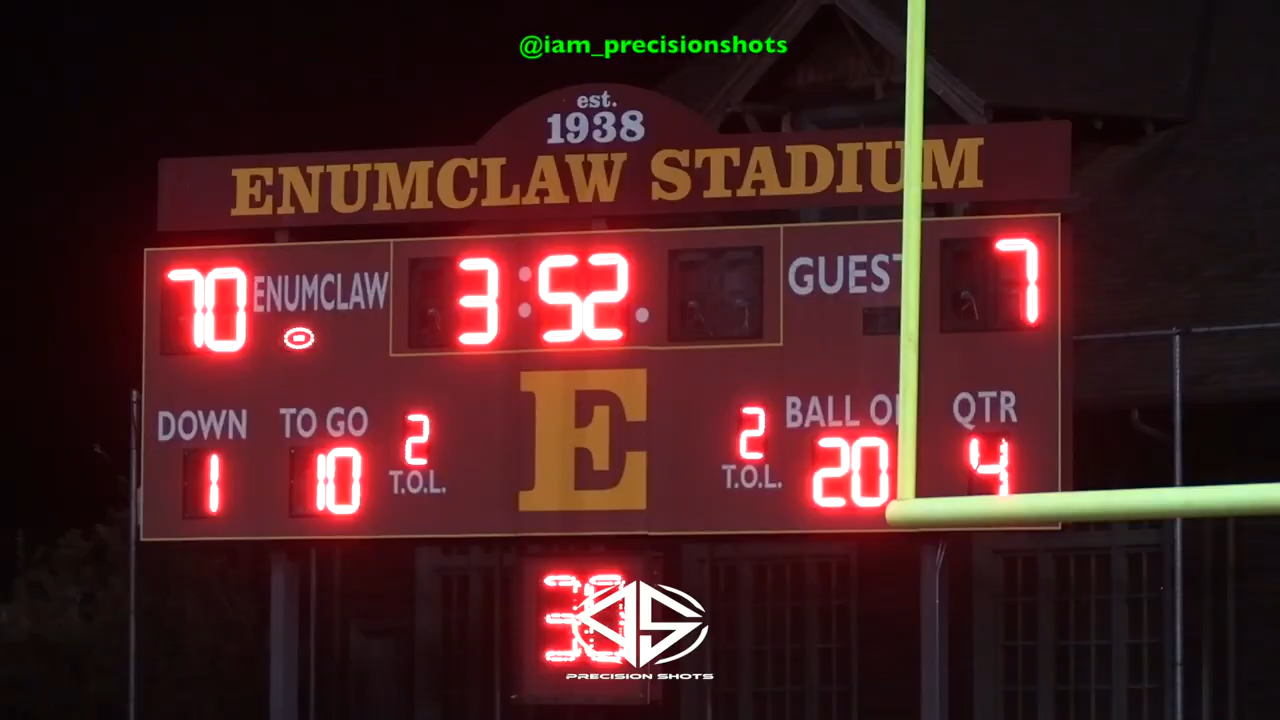 @iam_precisionshots
est.
1938
ENUMCLAW STADIUM
70 ENUMCLAW 3:52 GUEST 7
DOWN TO GO 2 2 BALL ON QTR
1 10 T.O.L. T.O.L. 20 4
PRECISION SHOTS